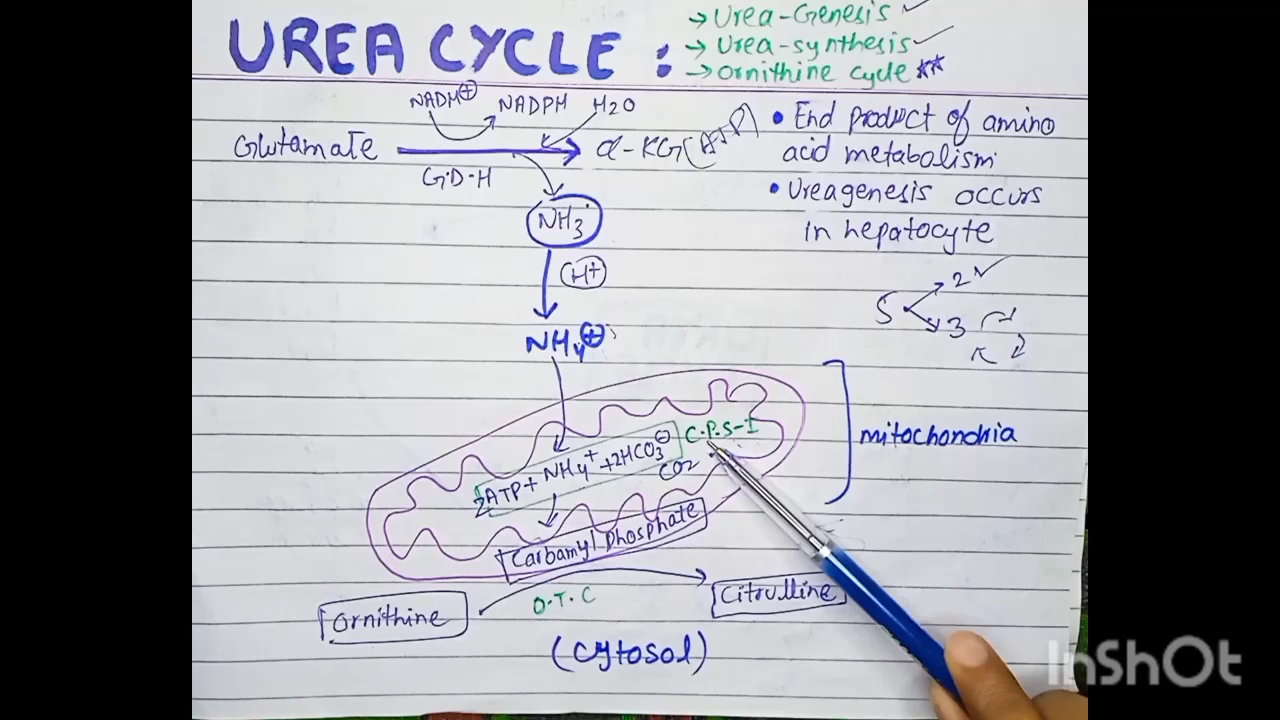 UREA CYCLE :
→ Urea-Genesis ✓
→ Urea-synthesis ✓
→ Ornithine cycle **
NADH⊕ NADPH H2O
Glutamate α-KG (ATP)
G·D·H
NH3
H+
NH4⊕
• End product of amino
acid metabolism
• Ureagenesis occurs
in hepatocyte
5 2 ✓
3
mitochondria
C.P.S-I
2ATP + NH4+ + 2HCO3⊖
CO2
Carbamyl phosphate
Ornithine O.T.C Citrulline
(cytosol)
InShOt